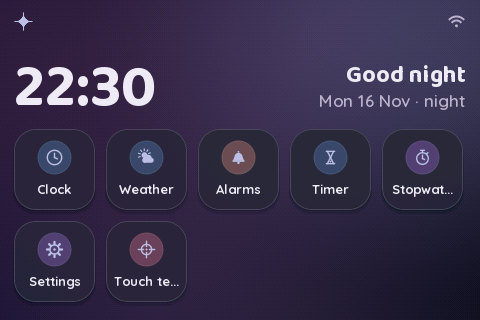 22:30
Good night
Mon 16 Nov · night
Clock
Weather
Alarms
Timer
Stopwat...
Settings
Touch te...